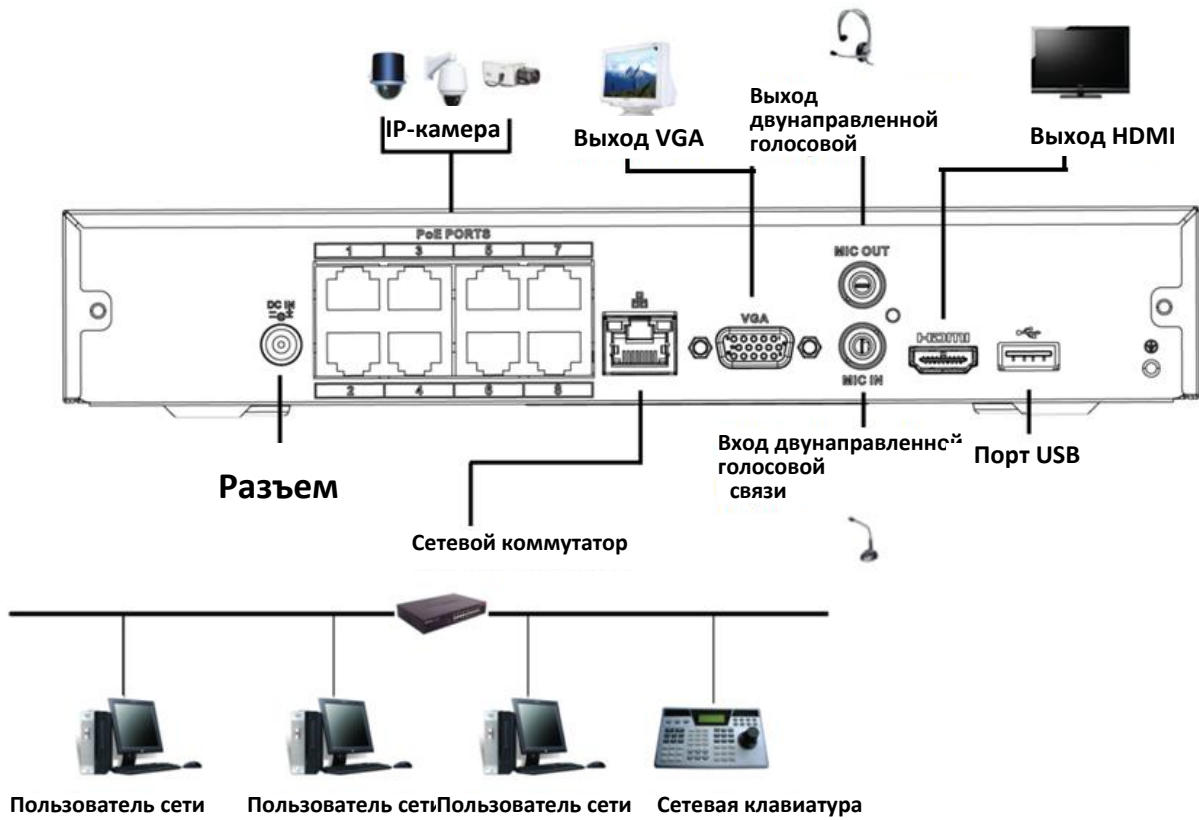 IP-камера
Выход VGA
Выход
двунаправленной
голосовой
Выход HDMI
PoE PORTS
1 3 5 7
MIC OUT
DC IN
VGA
HDMI
2 4 6 8
MIC IN
Разъем
Вход двунаправленной
голосовой
связи
Порт USB
Сетевой коммутатор
Пользователь сети
Пользователь сети
Пользователь сети
Сетевая клавиатура